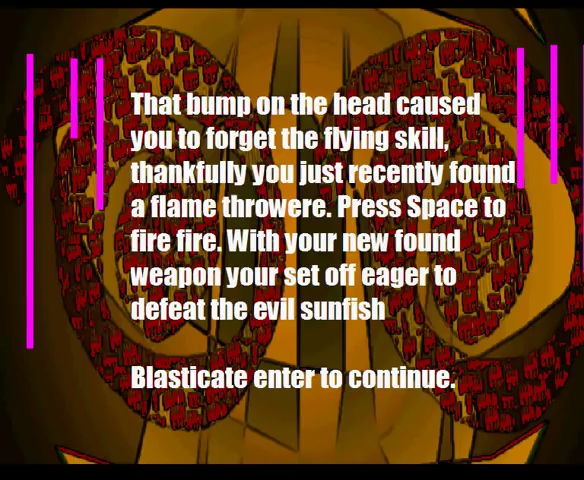 That bump on the head caused
you to forget the flying skill,
thankfully you just recently found
a flame throwere. Press Space to
fire fire. With your new found
weapon your set off eager to
defeat the evil sunfish
Blasticate enter to continue.